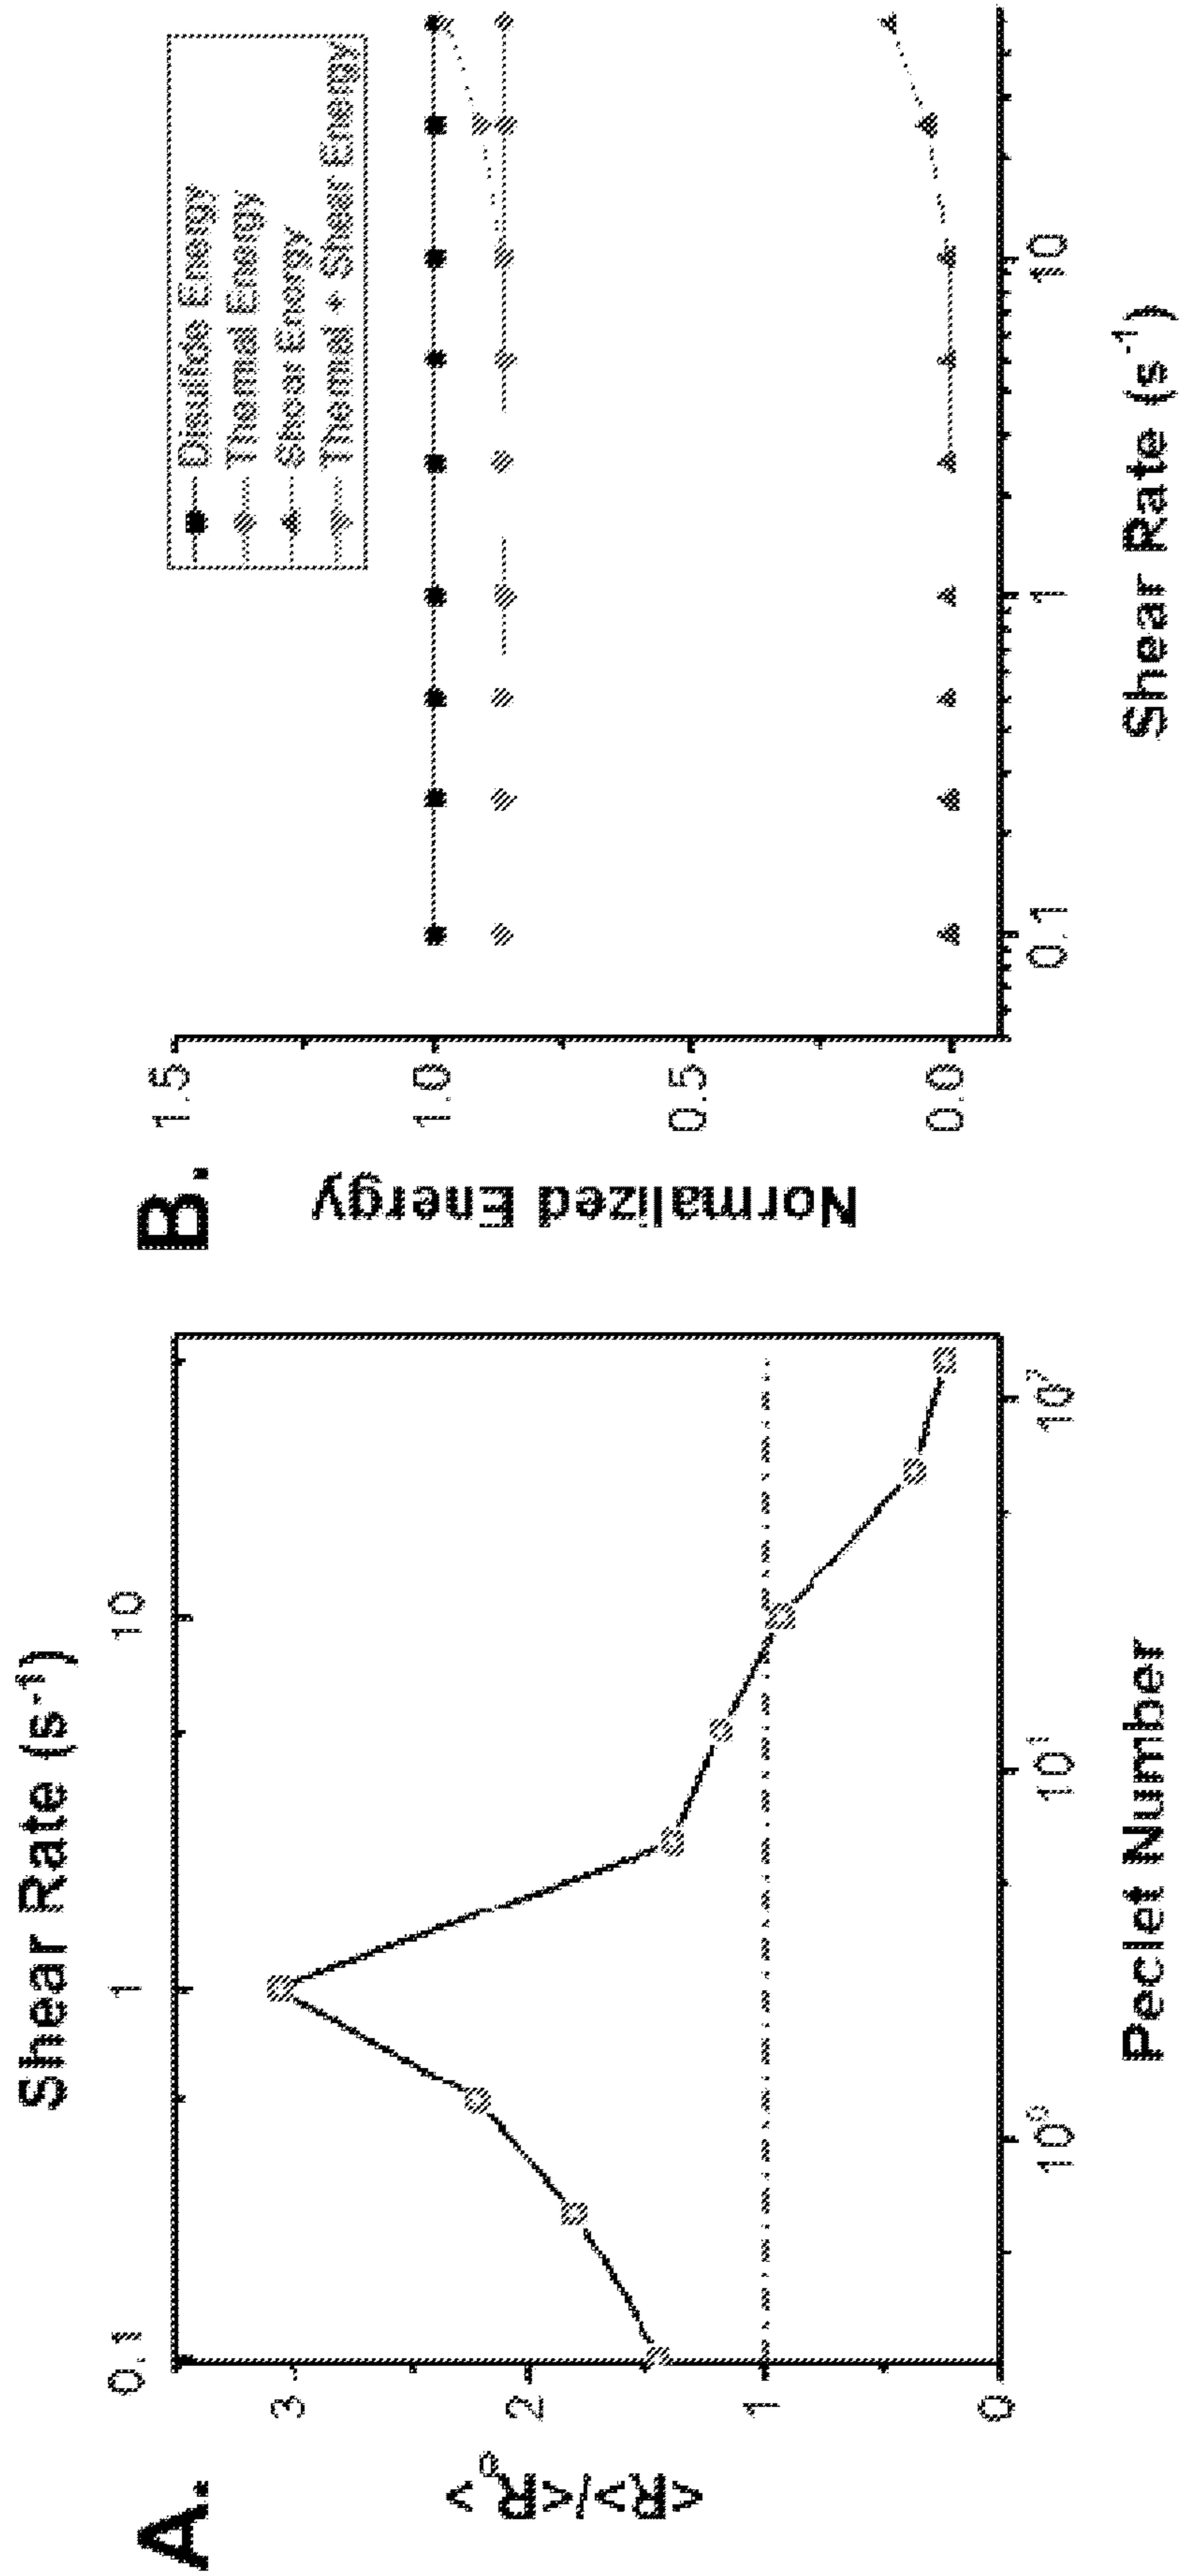 A.
Shear Rate (s⁻¹)
0.1
1
10
3
2
1
0
<R>/<R₀>
10⁰
10¹
10⁷
Peclet Number
B.
Disulfide Energy
Thermal Energy
Shear Energy
Thermal + Shear Energy
1.5
1.0
0.5
0.0
Normalized Energy
0.1
1
10
Shear Rate (s⁻¹)